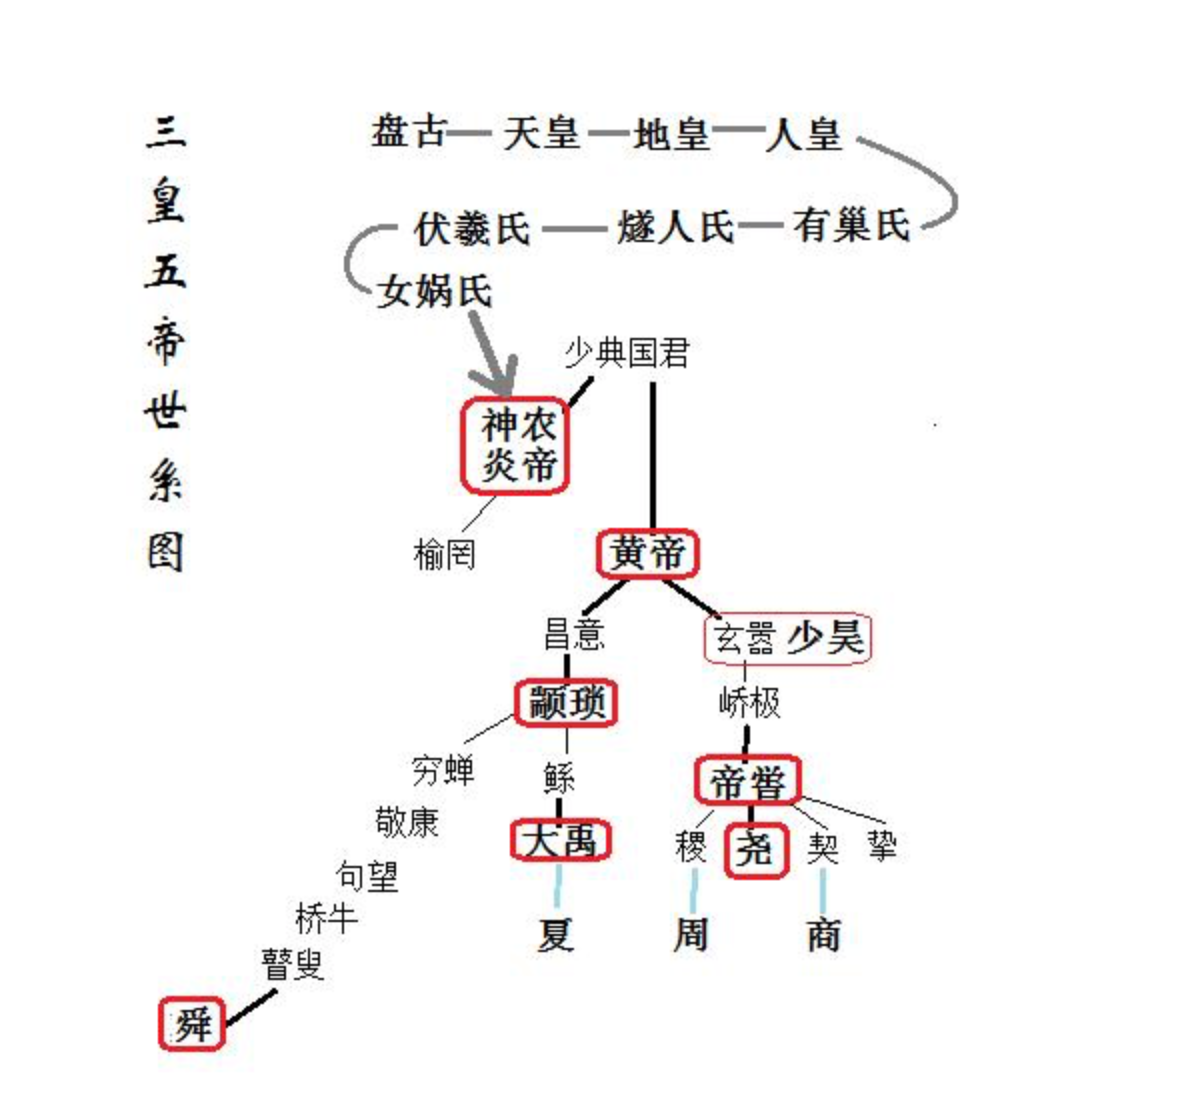 三皇五帝世系图
盘古 天皇 地皇 人皇
伏羲氏 燧人氏 有巢氏
女娲氏
少典国君
神农
炎帝
榆罔
黄帝
昌意
玄嚣 少昊
颛琐
峤极
穷蝉
鲧
帝喾
敬康
大禹
稷 尧 契 挚
句望
桥牛
夏 周 商
瞽叟
舜